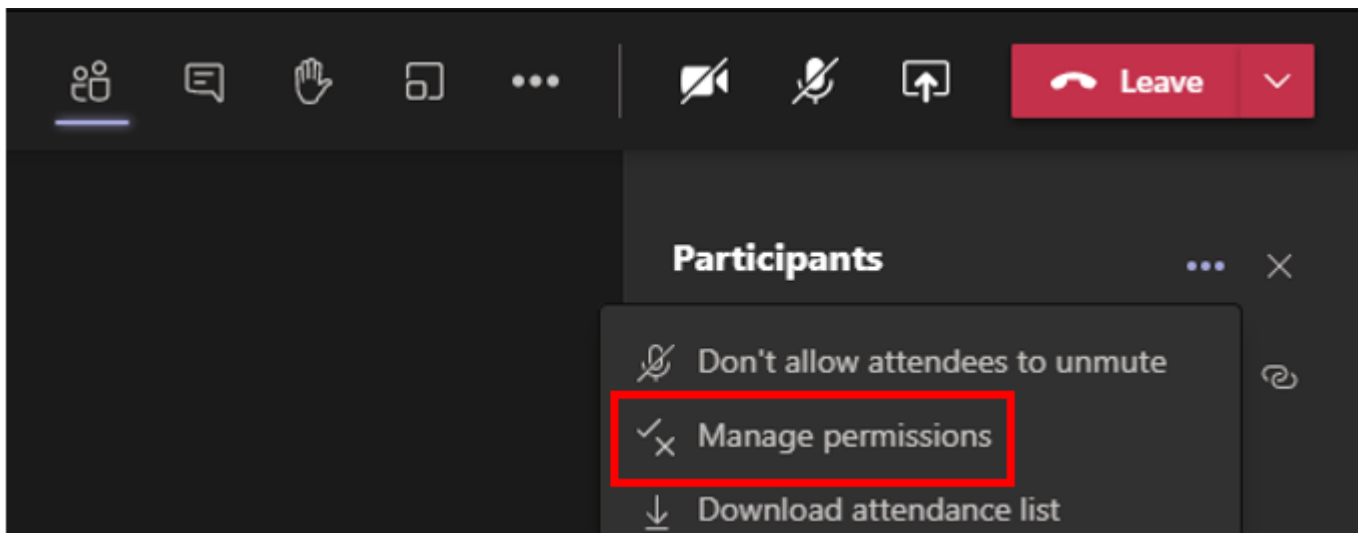 Leave
Participants
Don't allow attendees to unmute
Manage permissions
Download attendance list